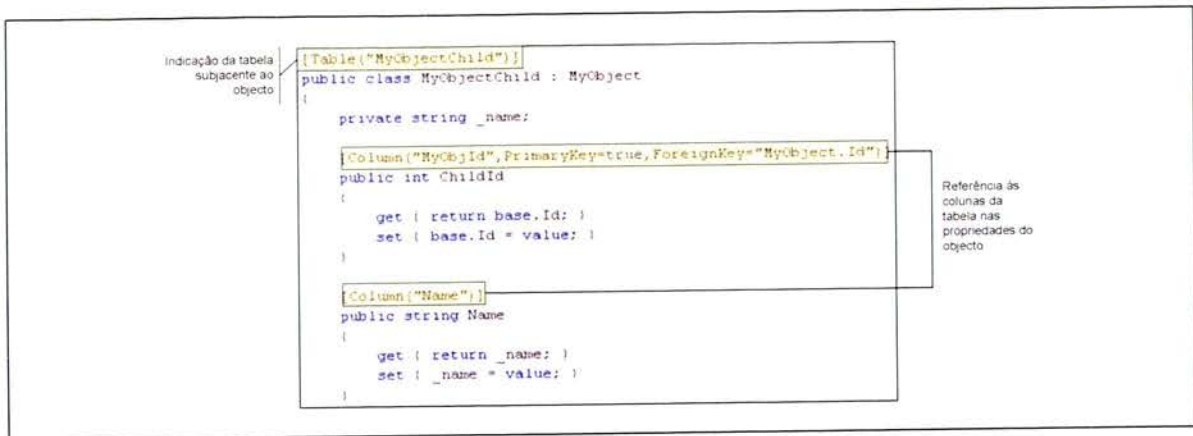 Indicação da tabela
subjacente ao
objecto
[Table("MyObjectChild")]
public class MyObjectChild : MyObject
{
private string _name;
[Column("MyObjId",PrimaryKey=true,ForeignKey="MyObject.Id")]
public int ChildId
{
get { return base.Id; }
set { base.Id = value; }
}
[Column("Name")]
public string Name
{
get { return _name; }
set { _name = value; }
}
Referência às
colunas da
tabela nas
propriedades do
objecto